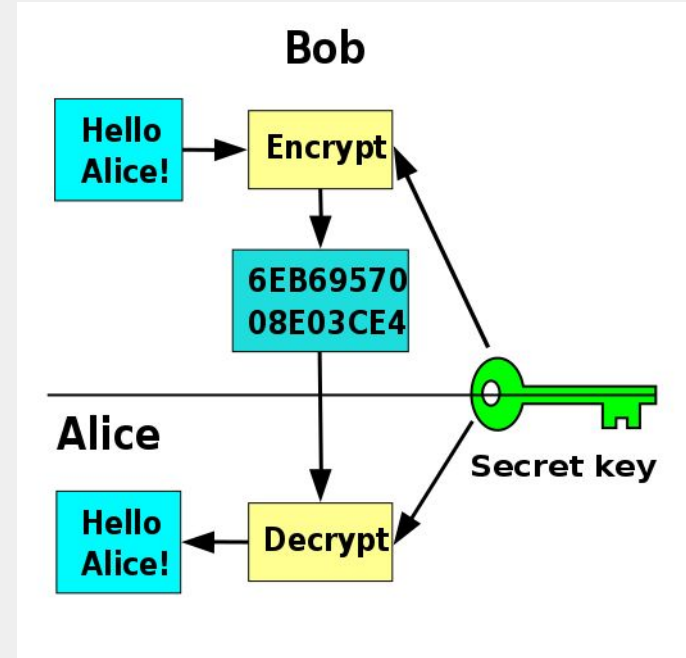 Bob
Hello
Alice!
Encrypt
6EB69570
08E03CE4
Alice
Secret key
Hello
Alice!
Decrypt